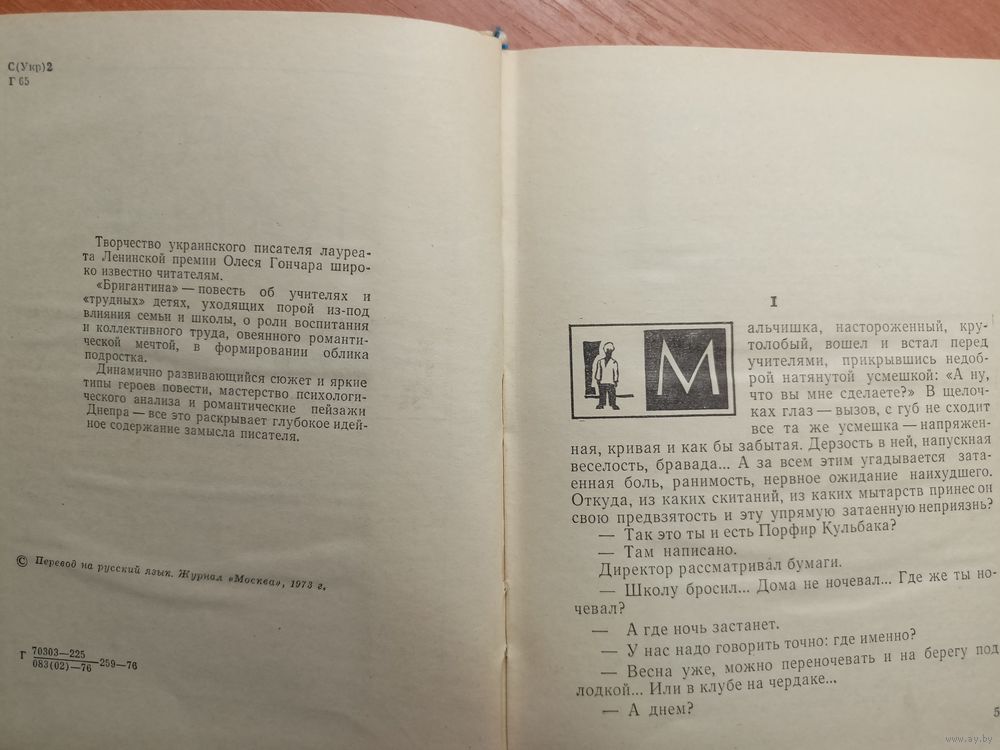 С(Укр)2
Г 65
Творчество украинского писателя лауреа-
та Ленинской премии Олеся Гончара широ-
ко известно читателям.
«Бригантина» — повесть об учителях и
«трудных» детях, уходящих порой из-под
влияния семьи и школы, о роли воспитания
и коллективного труда, овеянного романти-
ческой мечтой, в формировании облика
подростка.
Динамично развивающийся сюжет и яркие
типы героев повести, мастерство психологи-
ческого анализа и романтические пейзажи
Днепра — все это раскрывает глубокое идей-
ное содержание замысла писателя.
© Перевод на русский язык. Журнал «Москва», 1973 г.
Г 70303—225
083(02)—76 259—76
I
М
альчишка, настороженный, кру-
толобый, вошел и встал перед
учителями, прикрывшись недоб-
рой натянутой усмешкой: «А ну,
что вы мне сделаете?» В щелоч-
ках глаз — вызов, с губ не сходит
все та же усмешка — напряжен-
ная, кривая и как бы забытая. Дерзость в ней, напускная
веселость, бравада... А за всем этим угадывается зата-
енная боль, ранимость, нервное ожидание наихудшего.
Откуда, из каких скитаний, из каких мытарств принес он
свою предвзятость и эту упрямую затаенную неприязнь?
— Так это ты и есть Порфир Кульбака?
— Там написано.
Директор рассматривал бумаги.
— Школу бросил... Дома не ночевал... Где же ты но-
чевал?
— А где ночь застанет.
— У нас надо говорить точно: где именно?
— Весна уже, можно переночевать и на берегу под
лодкой... Или в клубе на чердаке...
— А днем?
5
www.ay.by